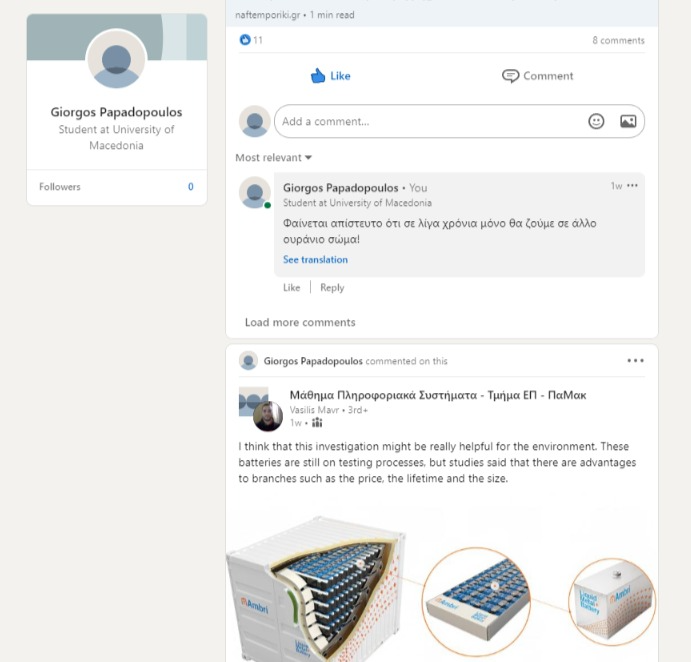 naftemporiki.gr • 1 min read
11
8 comments
Like
Comment
Giorgos Papadopoulos
Student at University of
Macedonia
Followers
0
Add a comment...
Most relevant
Giorgos Papadopoulos • You
1w
Student at University of Macedonia
Φαίνεται απίστευτο ότι σε λίγα χρόνια μόνο θα ζούμε σε άλλο
ουράνιο σώμα!
See translation
Like
Reply
Load more comments
Giorgos Papadopoulos commented on this
Μάθημα Πληροφοριακά Συστήματα - Τμήμα ΕΠ - ΠαΜακ
Vasilis Mavr • 3rd+
1w •
I think that this investigation might be really helpful for the environment. These
batteries are still on testing processes, but studies said that there are advantages
to branches such as the price, the lifetime and the size.
Ambri
Ambri
Liquid
Metal
Battery
Ambri